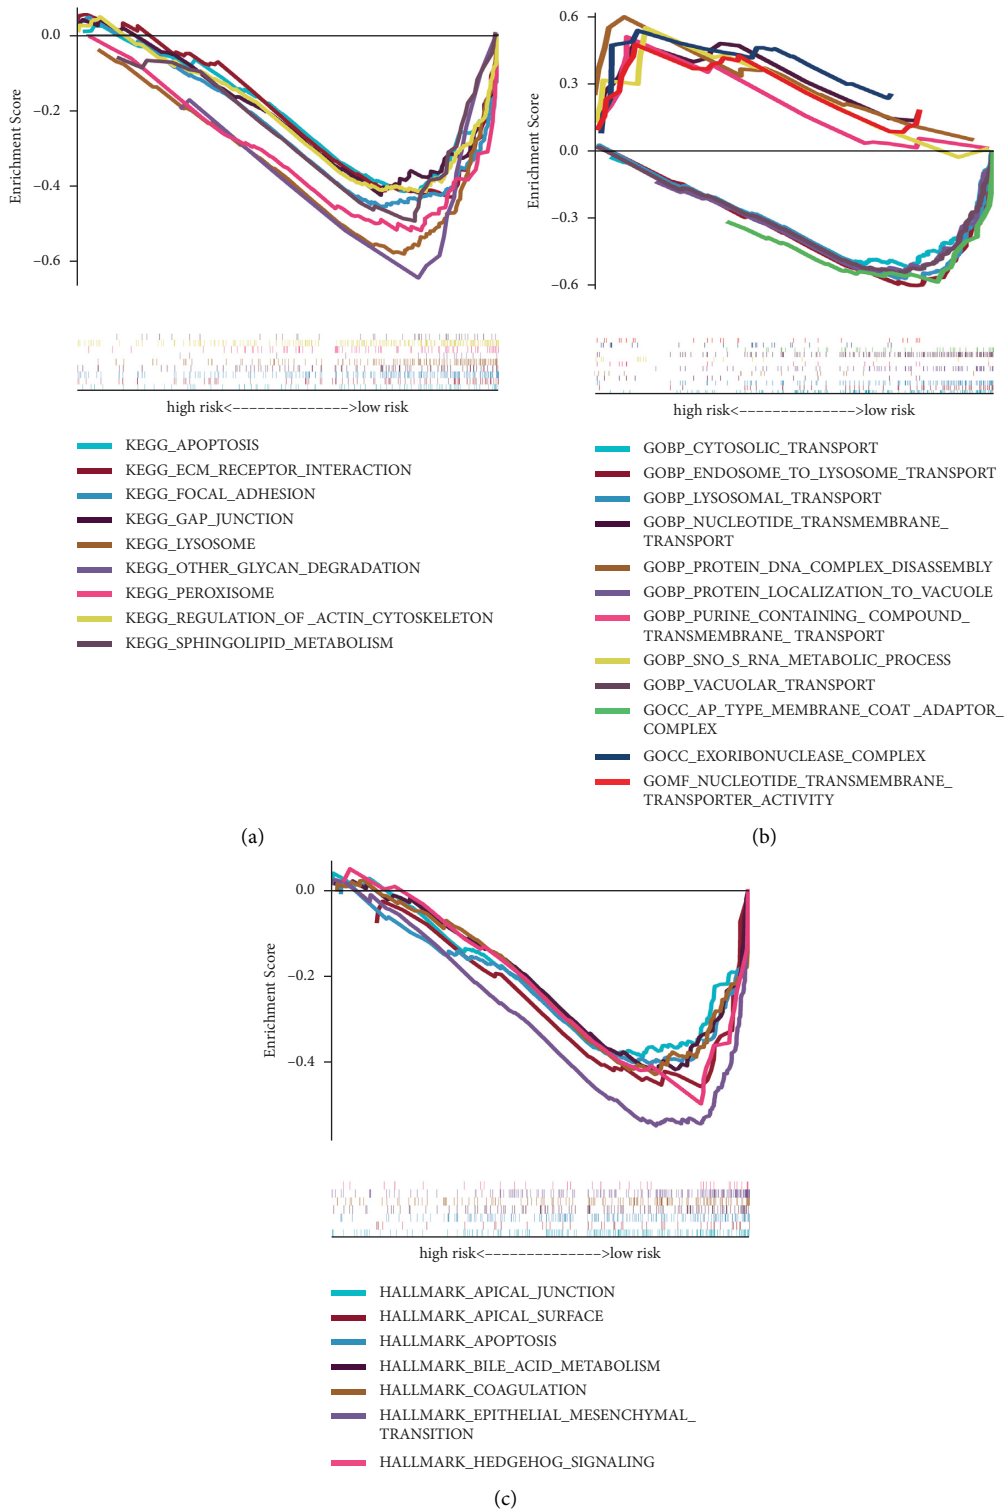 0.0
−0.2
−0.4
−0.6
Enrichment Score
high risk<--------------->low risk
KEGG_APOPTOSIS
KEGG_ECM_RECEPTOR_INTERACTION
KEGG_FOCAL_ADHESION
KEGG_GAP_JUNCTION
KEGG_LYSOSOME
KEGG_OTHER_GLYCAN_DEGRADATION
KEGG_PEROXISOME
KEGG_REGULATION_OF _ACTIN_CYTOSKELETON
KEGG_SPHINGOLIPID_METABOLISM
(a)
0.6
0.3
0.0
−0.3
−0.6
Enrichment Score
high risk<--------------->low risk
GOBP_CYTOSOLIC_TRANSPORT
GOBP_ENDOSOME_TO_LYSOSOME_TRANSPORT
GOBP_LYSOSOMAL_TRANSPORT
GOBP_NUCLEOTIDE_TRANSMEMBRANE_
TRANSPORT
GOBP_PROTEIN_DNA_COMPLEX_DISASSEMBLY
GOBP_PROTEIN_LOCALIZATION_TO_VACUOLE
GOBP_PURINE_CONTAINlNG_ COMPOUND_
TRANSMEMBRANE_ TRANSPORT
GOBP_SNO_S_RNA_METABOLIC_PROCESS
GOBP_VACUOLAR_TRANSPORT
GOCC_AP_TYPE_MEMBRANE_COAT _ADAPTOR_
COMPLEX
GOCC_EXORIBONUCLEASE_COMPLEX
GOMF_NUCLEOTIDE_TRANSMEMBRANE_
TRANSPORTER_ACTIVITY
(b)
0.0
−0.2
−0.4
Enrichment Score
high risk<--------------->low risk
HALLMARK_APICAL_JUNCTION
HALLMARK_APICAL_SURFACE
HALLMARK_APOPTOSIS
HALLMARK_BILE_ACID_METABOLISM
HALLMARK_COAGULATION
HALLMARK_EPITHELIAL_MESENCHYMAL_
TRANSITION
HALLMARK_HEDGEHOG_SIGNALING
(c)